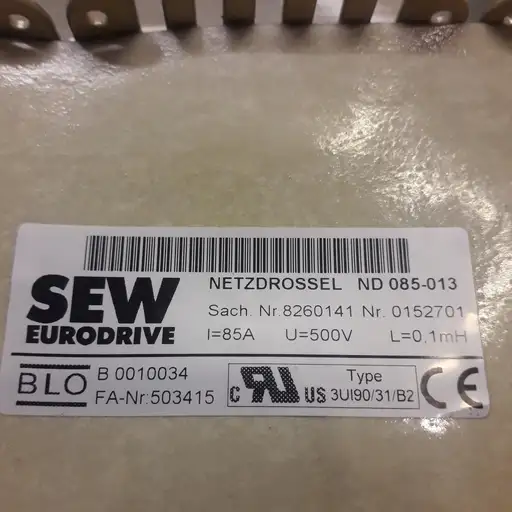 SEW
EURODRIVE
NETZDROSSEL ND 085-013
Sach. Nr.8260141 Nr. 0152701
I=85A U=500V L=0,1mH
BLO
B 0010034
FA-Nr:503415
C RU US
Type
3UI90/31/B2
CE